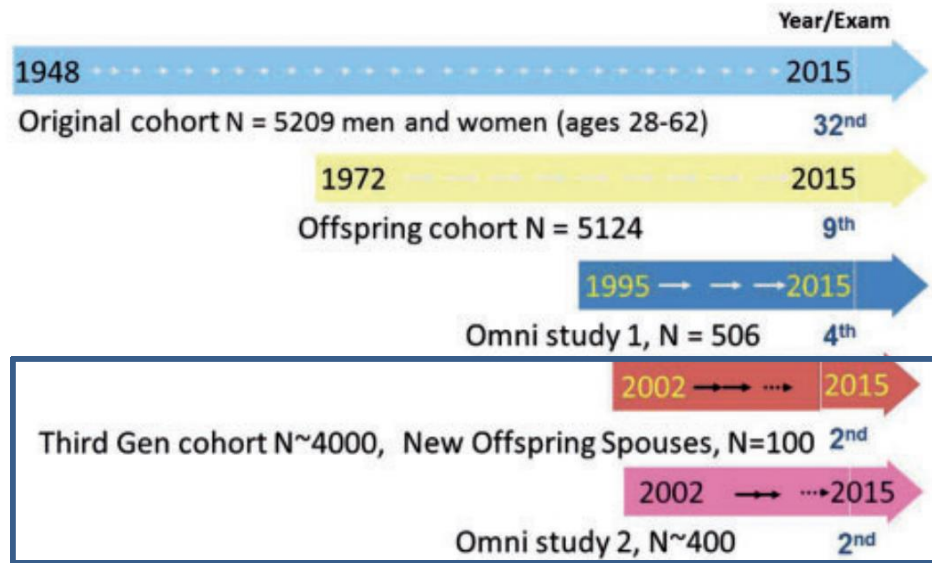 Year/Exam
1948 2015
Original cohort N = 5209 men and women (ages 28-62) 32nd
1972 2015
Offspring cohort N = 5124 9th
1995 2015
Omni study 1, N = 506 4th
2002 2015
Third Gen cohort N~4000, New Offspring Spouses, N=100 2nd
2002 2015
Omni study 2, N~400 2nd